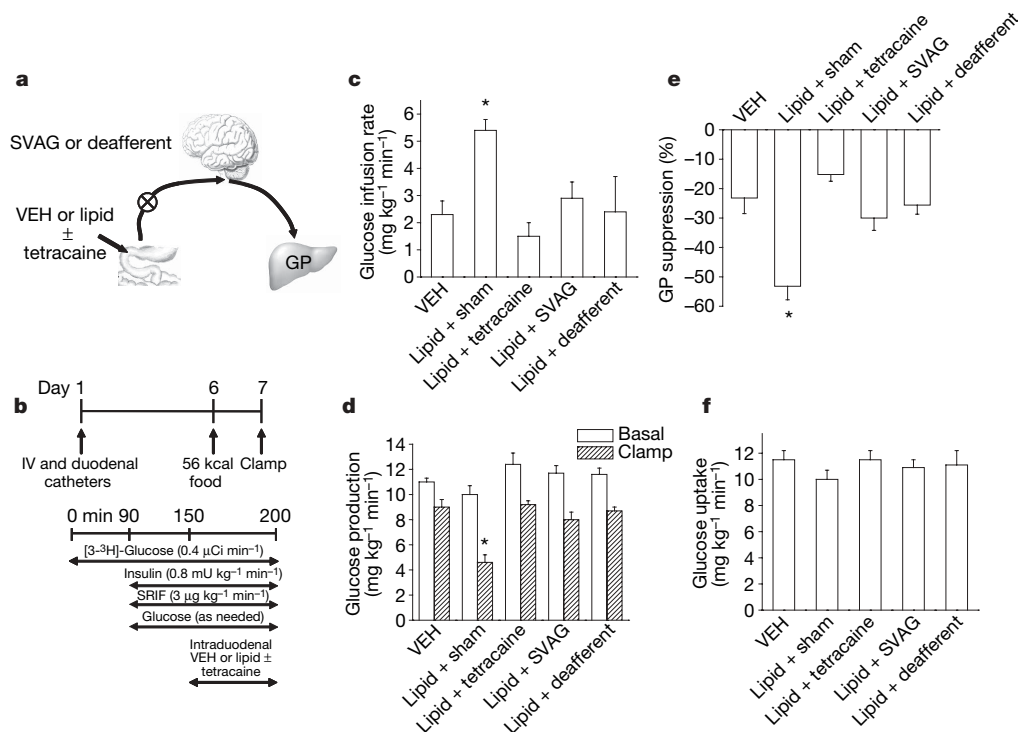 a
SVAG or deafferent
VEH or lipid
±
tetracaine
GP
b
Day 1 6 7
IV and duodenal
catheters
56 kcal
food
Clamp
0 min 90 150 200
[3-³H]-Glucose (0.4 μCi min⁻¹)
Insulin (0.8 mU kg⁻¹ min⁻¹)
SRIF (3 μg kg⁻¹ min⁻¹)
Glucose (as needed)
Intraduodenal
VEH or lipid ±
tetracaine
c
Glucose infusion rate
(mg kg⁻¹ min⁻¹)
6
5
4
3
2
1
0
*
VEH
Lipid + sham
Lipid + tetracaine
Lipid + SVAG
Lipid + deafferent
d
Glucose production
(mg kg⁻¹ min⁻¹)
14
12
10
8
6
4
2
0
Basal
Clamp
*
VEH
Lipid + sham
Lipid + tetracaine
Lipid + SVAG
Lipid + deafferent
e
VEH
Lipid + sham
Lipid + tetracaine
Lipid + SVAG
Lipid + deafferent
GP suppression (%)
0
−10
−20
−30
−40
−50
−60
*
f
Glucose uptake
(mg kg⁻¹ min⁻¹)
12
10
8
6
4
2
0
VEH
Lipid + sham
Lipid + tetracaine
Lipid + SVAG
Lipid + deafferent